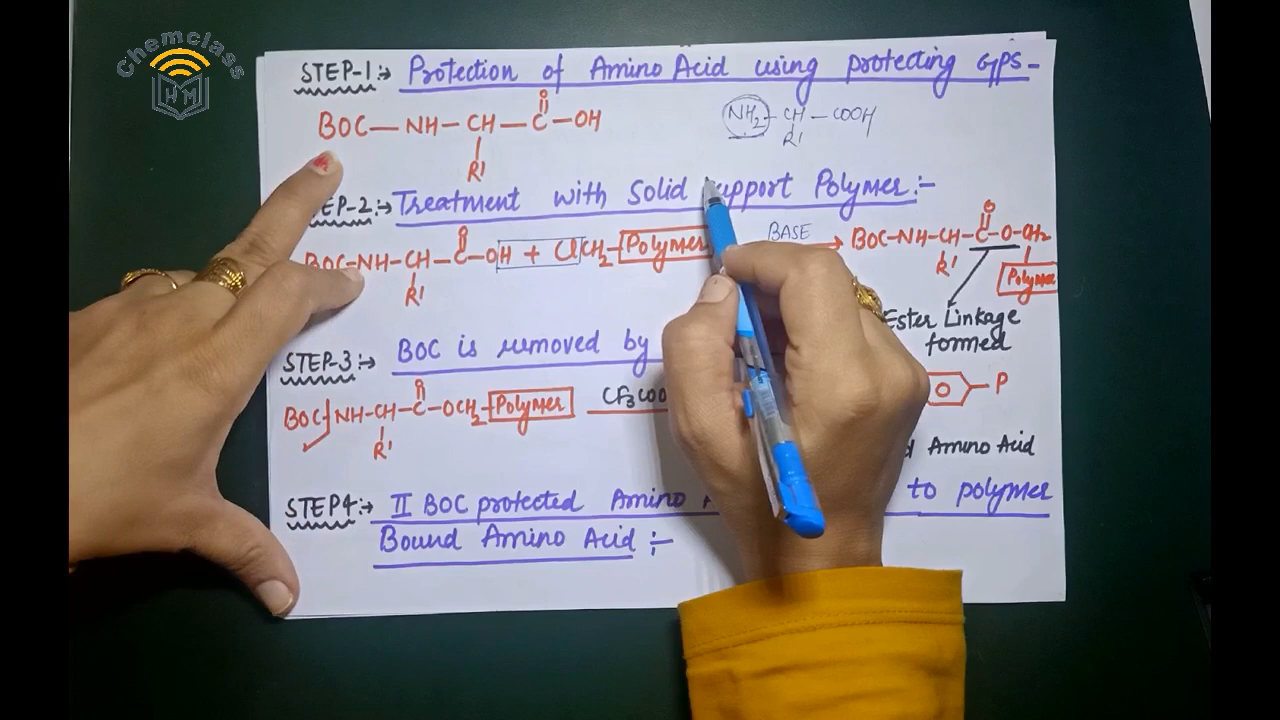 Chemclass
HM
STEP-1:→ Protection of Amino Acid using protecting GPS-
BOC—NH—CH—C—OH
O
R'
NH2—CH—COOH
R'
STEP-2:→ Treatment with Solid Support Polymer:-
BOC-NH-CH-C-OH + ClCH2-Polymer
O
R'
BASE
BOC-NH-CH-C-O-CH2
O
R'
Polymer
Ester Linkage
formed
STEP-3:→ BOC is removed by
BOC NH-CH-C-OCH2-Polymer
O
R'
CF3COO
P
Amino Acid
STEP4:→ II BOC protected Amino to polymer
Bound Amino Acid:-